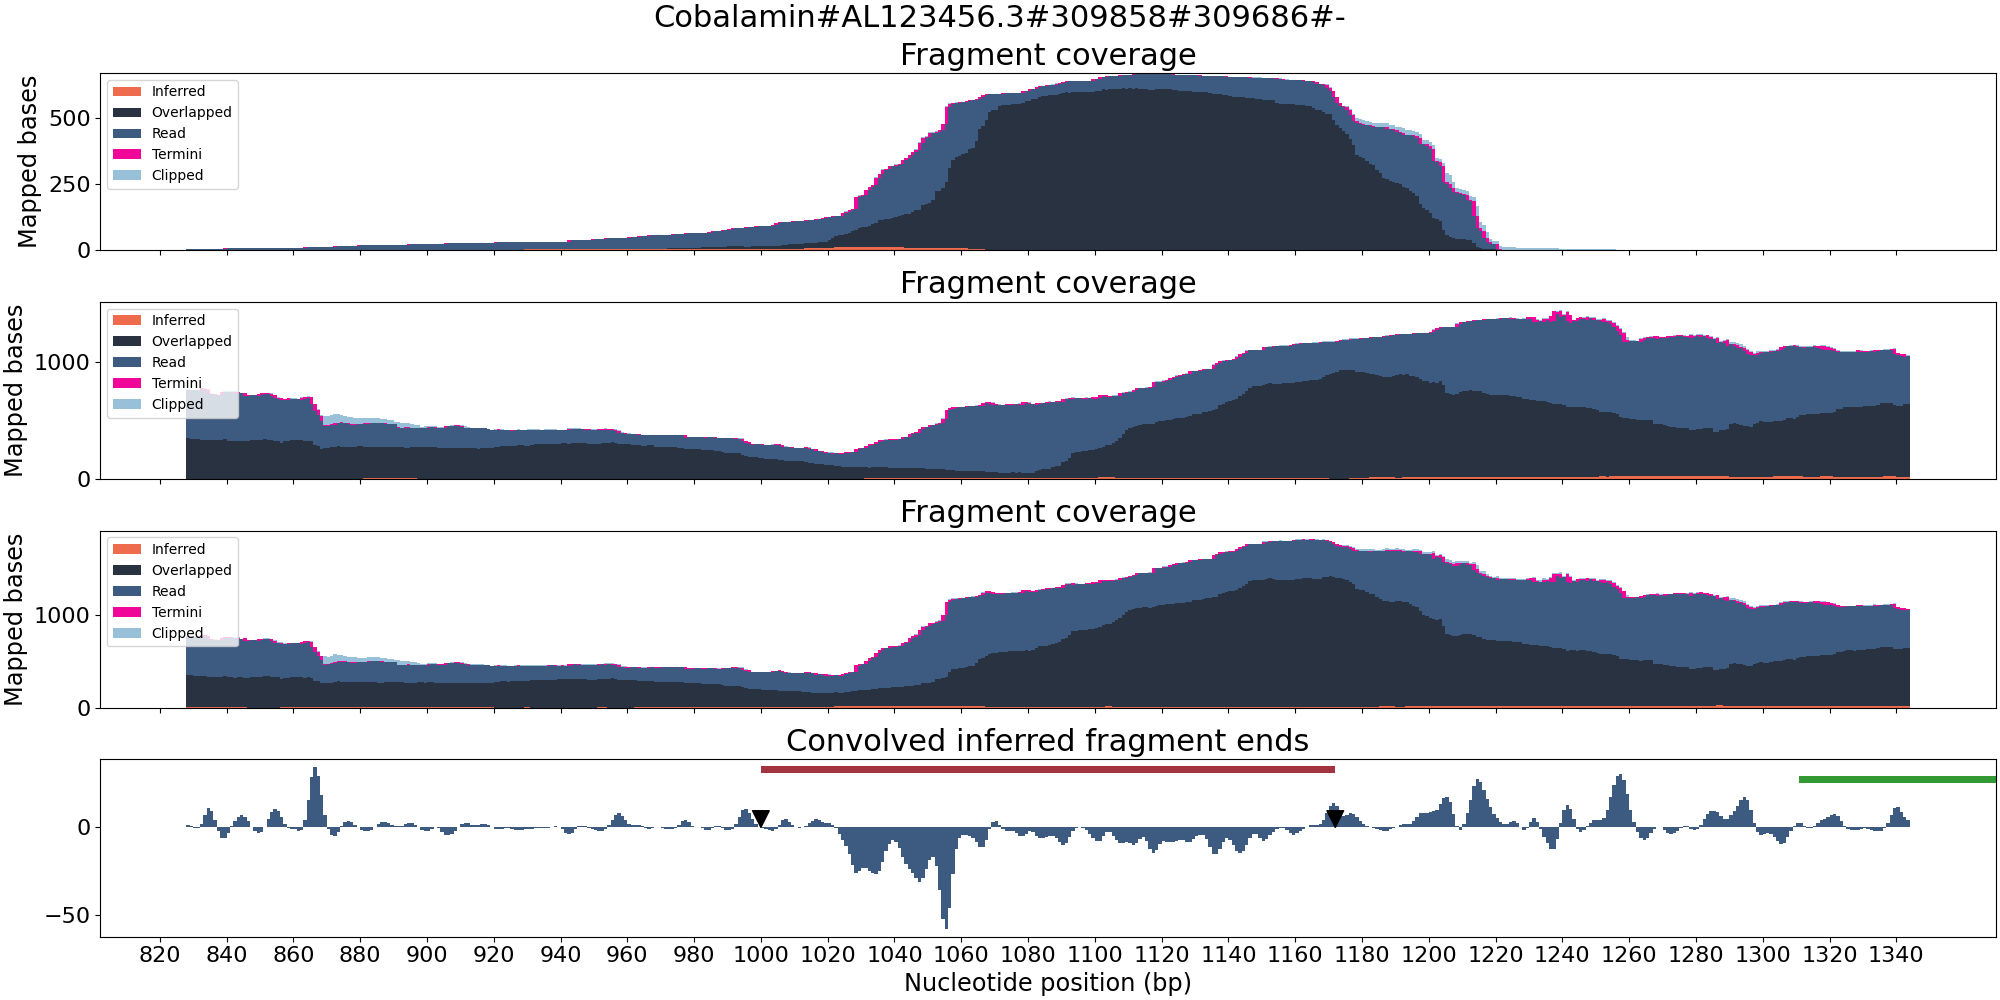 Cobalamin#AL123456.3#309858#309686#-
Fragment coverage
Mapped bases
500
250
0
Inferred
Overlapped
Read
Termini
Clipped
Fragment coverage
Mapped bases
1000
0
Inferred
Overlapped
Read
Termini
Clipped
Fragment coverage
Mapped bases
1000
0
Inferred
Overlapped
Read
Termini
Clipped
Convolved inferred fragment ends
0
−50
820 840 860 880 900 920 940 960 980 1000 1020 1040 1060 1080 1100 1120 1140 1160 1180 1200 1220 1240 1260 1280 1300 1320 1340
Nucleotide position (bp)